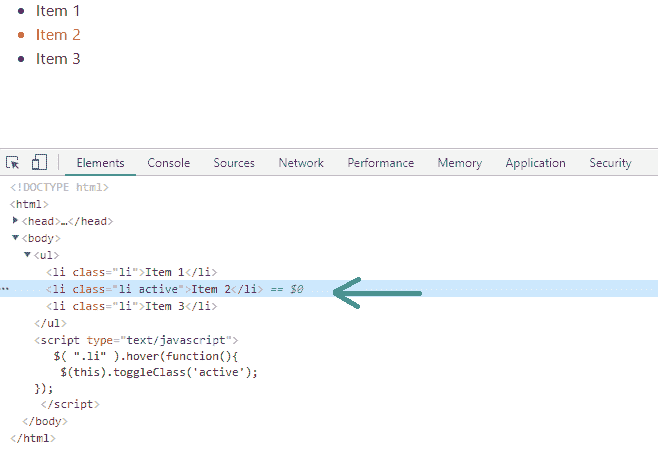 Item 1
Item 2
Item 3
Elements Console Sources Network Performance Memory Application Security
<!DOCTYPE html>
<html>
<head>…</head>
<body>
<ul>
<li class="li">Item 1</li>
<li class="li active">Item 2</li> == $0
<li class="li">Item 3</li>
</ul>
<script type="text/javascript">
$( ".li" ).hover(function(){
$(this).toggleClass('active');
});
</script>
</body>
</html>